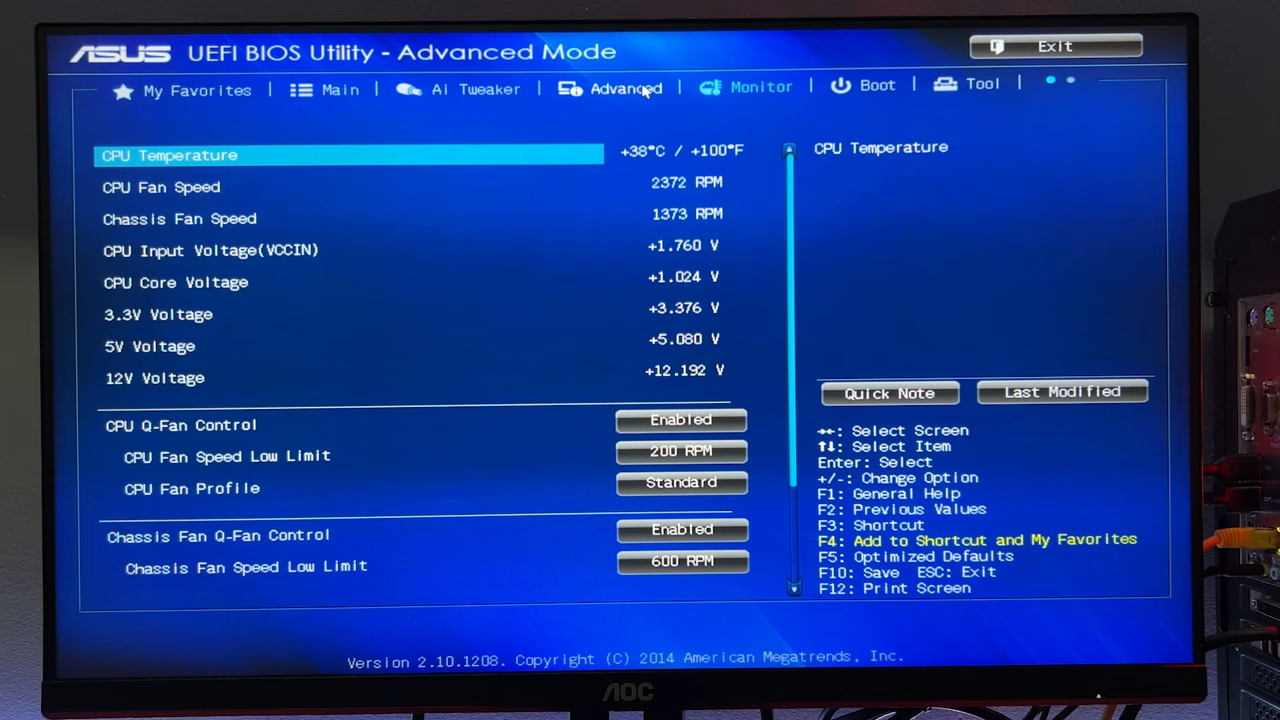 ASUS UEFI BIOS Utility - Advanced Mode
Exit
My Favorites | Main | Ai Tweaker | Advanced | Monitor | Boot | Tool |
CPU Temperature +38°C / +100°F
CPU Fan Speed 2372 RPM
Chassis Fan Speed 1373 RPM
CPU Input Voltage(VCCIN) +1.760 V
CPU Core Voltage +1.024 V
3.3V Voltage +3.376 V
5V Voltage +5.080 V
12V Voltage +12.192 V
CPU Q-Fan Control Enabled
CPU Fan Speed Low Limit 200 RPM
CPU Fan Profile Standard
Chassis Fan Q-Fan Control Enabled
Chassis Fan Speed Low Limit 600 RPM
CPU Temperature
Quick Note Last Modified
→←: Select Screen
↑↓: Select Item
Enter: Select
+/-: Change Option
F1: General Help
F2: Previous Values
F3: Shortcut
F4: Add to Shortcut and My Favorites
F5: Optimized Defaults
F10: Save ESC: Exit
F12: Print Screen
Version 2.10.1208. Copyright (C) 2014 American Megatrends, Inc.
AOC